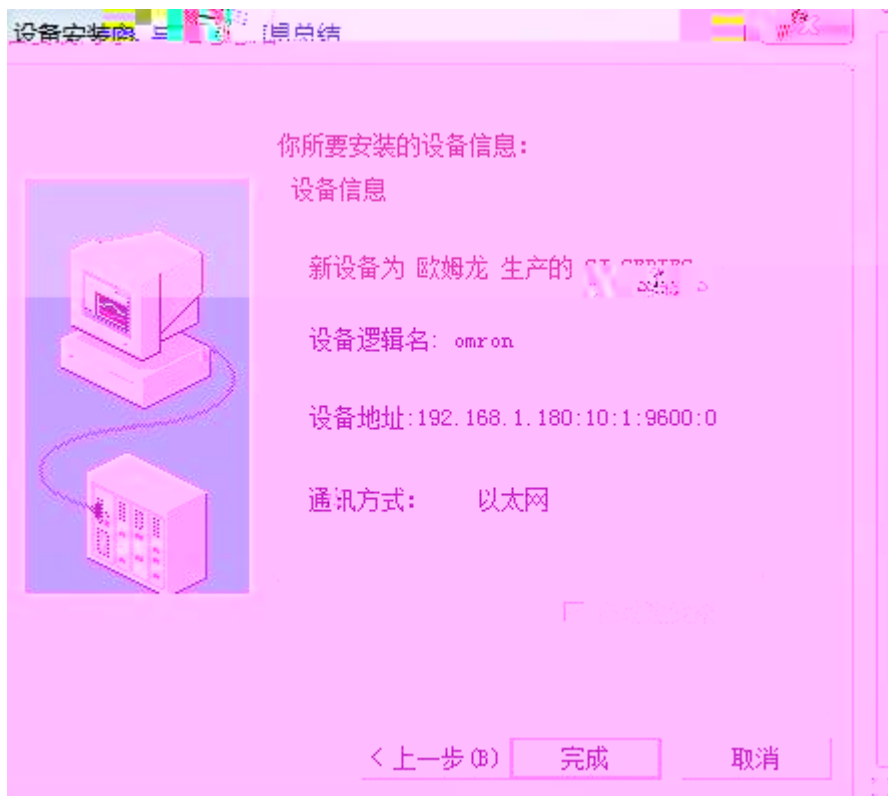 设备安装
总结
你所要安装的设备信息：
设备信息
新设备为 欧姆龙 生产的
设备逻辑名: omron
设备地址:192.168.1.180:10:1:9600:0
通讯方式： 以太网
< 上一步(B)
完成
取消